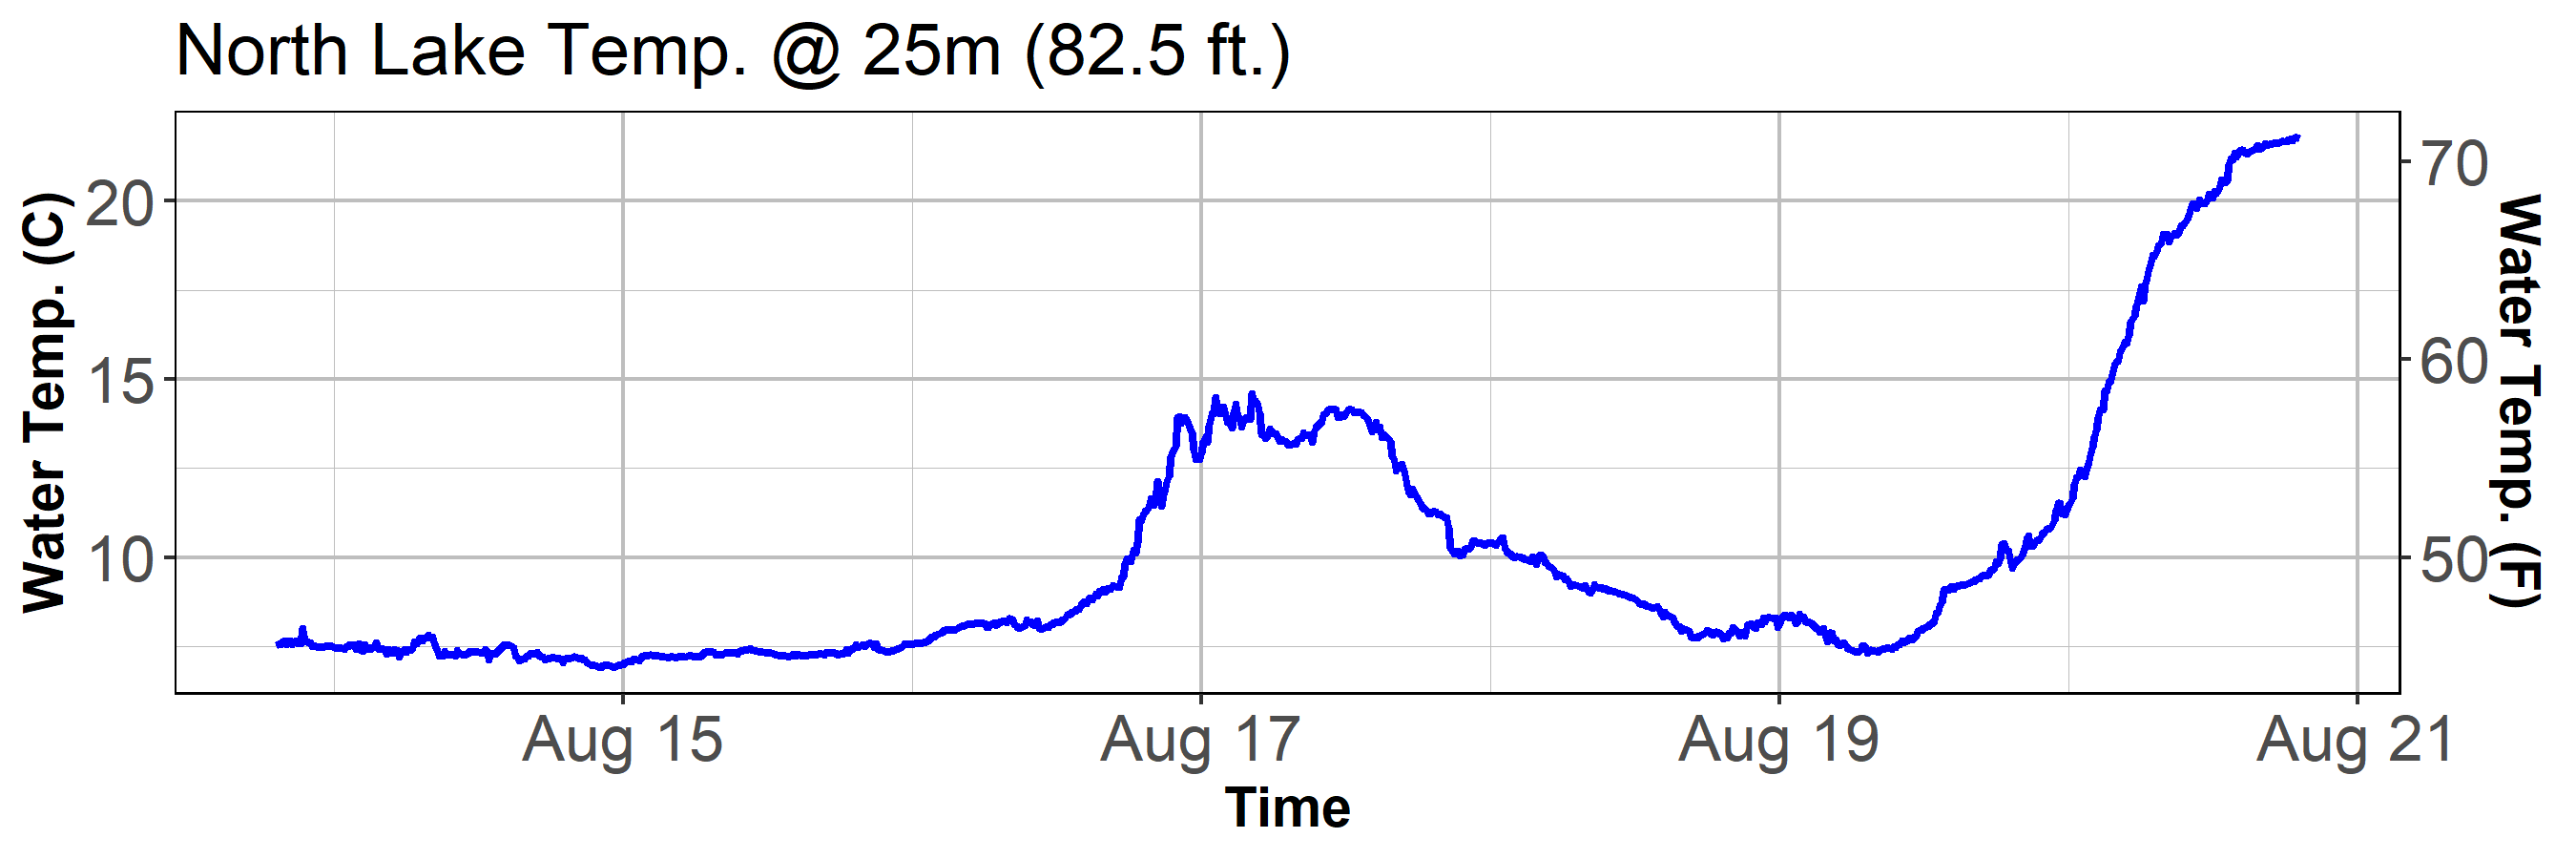 North Lake Temp. @ 25m (82.5 ft.)
Water Temp. (C)
20
15
10
70
60
50
Water Temp. (F)
Aug 15 Aug 17 Aug 19 Aug 21
Time